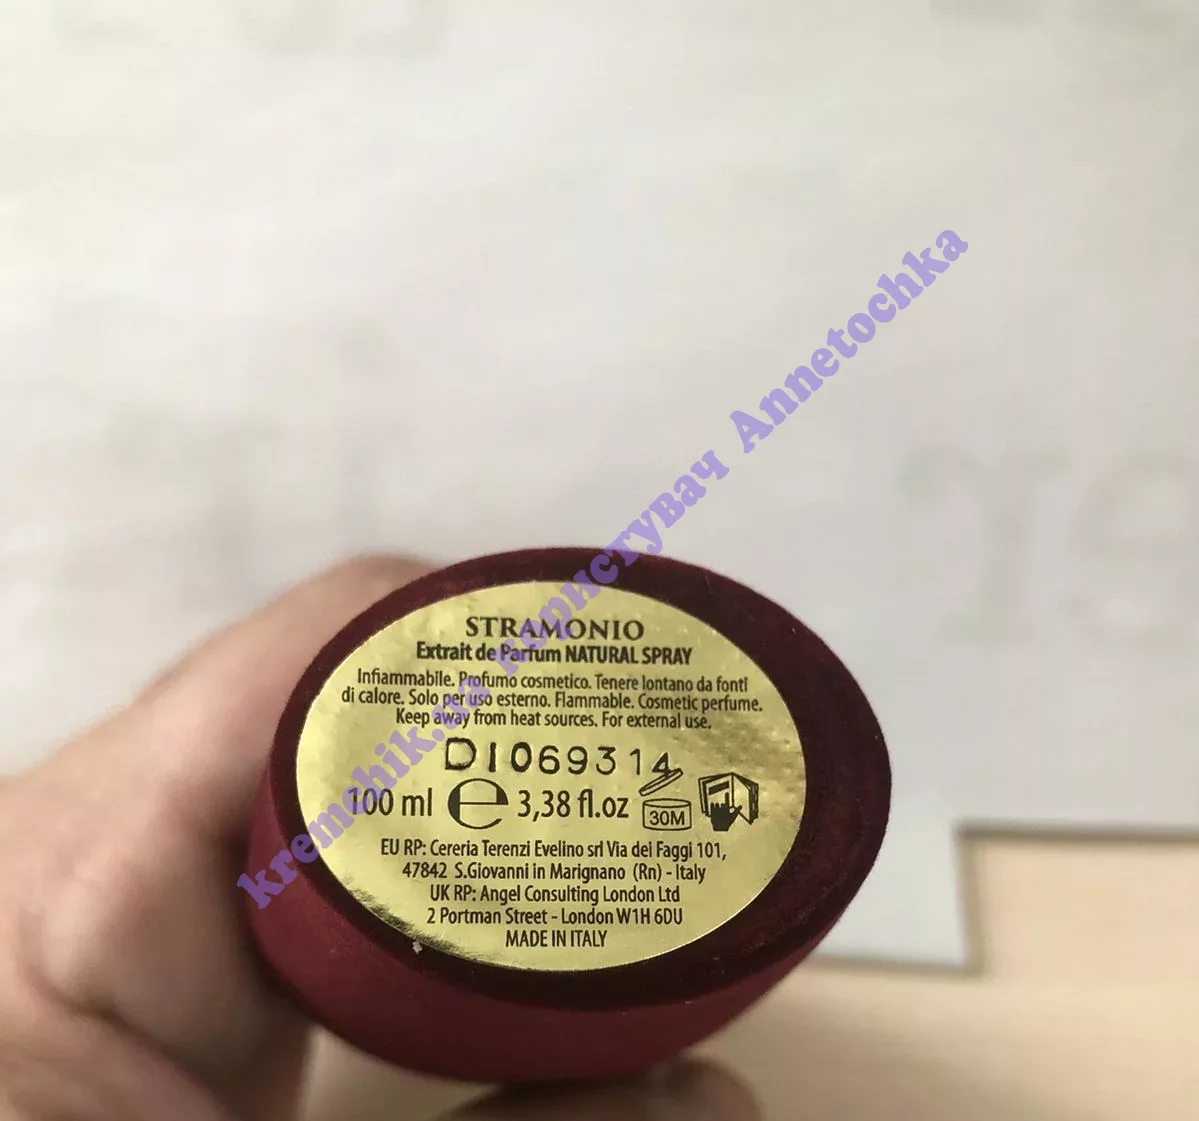 STRAMONIO
Extrait de Parfum NATURAL SPRAY
Infiammabile. Profumo cosmetico. Tenere lontano da fonti
di calore. Solo per uso esterno. Flammable. Cosmetic perfume.
Keep away from heat sources. For external use.
DI069314
100 ml e 3,38 fl.oz 30M
EU RP: Cereria Terenzi Evelino srl Via dei Faggi 101,
47842 S.Giovanni in Marignano (Rn) - Italy
UK RP: Angel Consulting London Ltd
2 Portman Street - London W1H 6DU
MADE IN ITALY
kremchik.ua користувач Annetochka